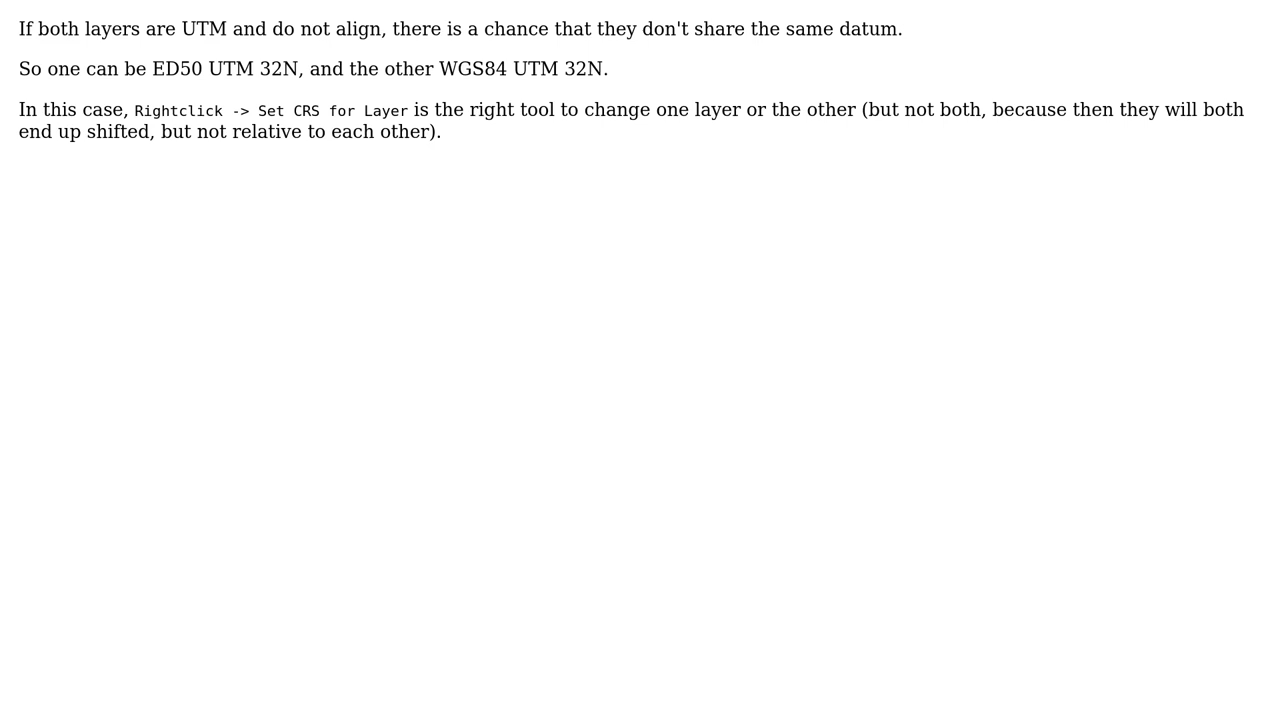 If both layers are UTM and do not align, there is a chance that they don't share the same datum.
So one can be ED50 UTM 32N, and the other WGS84 UTM 32N.
In this case, Rightclick -> Set CRS for Layer is the right tool to change one layer or the other (but not both, because then they will both
end up shifted, but not relative to each other).